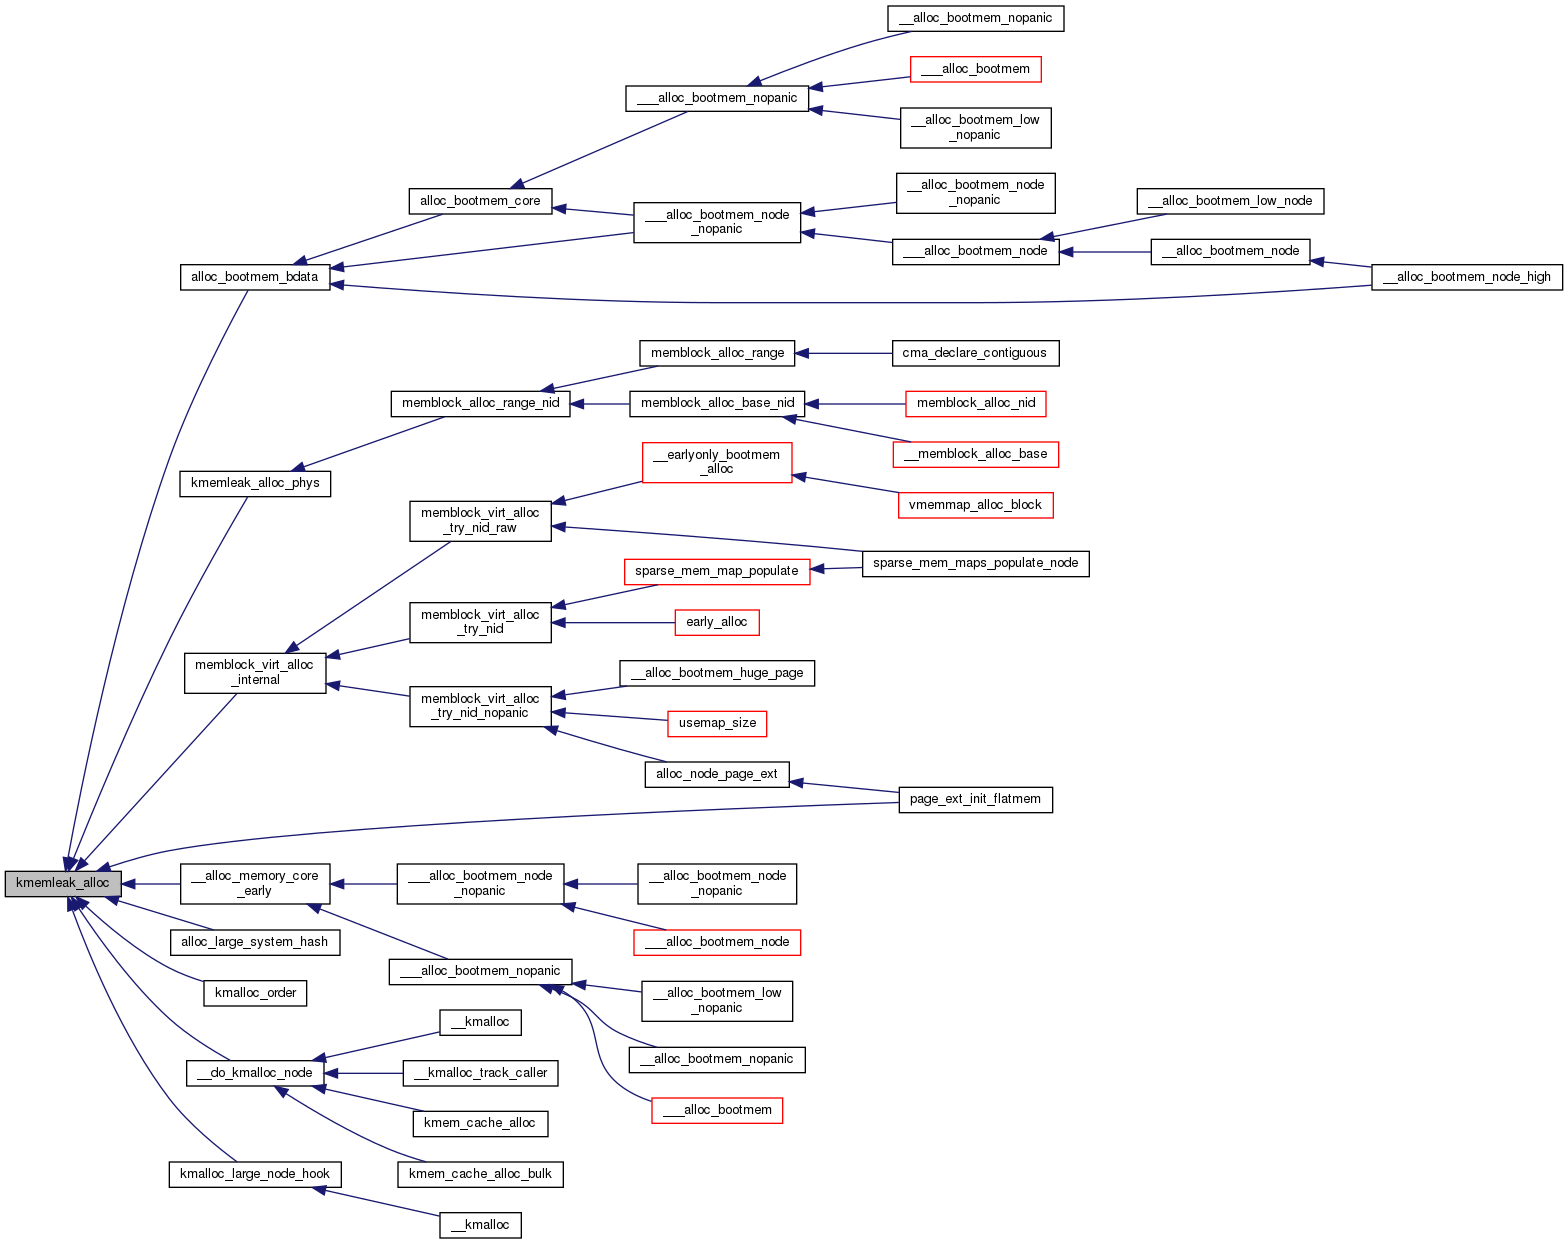 __alloc_bootmem_nopanic
___alloc_bootmem
___alloc_bootmem_nopanic
__alloc_bootmem_low
_nopanic
alloc_bootmem_core
__alloc_bootmem_node
_nopanic
__alloc_bootmem_low_node
___alloc_bootmem_node
_nopanic
___alloc_bootmem_node
__alloc_bootmem_node
alloc_bootmem_bdata
__alloc_bootmem_node_high
memblock_alloc_range
cma_declare_contiguous
memblock_alloc_range_nid
memblock_alloc_base_nid
memblock_alloc_nid
__memblock_alloc_base
kmemleak_alloc_phys
__earlyonly_bootmem
_alloc
vmemmap_alloc_block
memblock_virt_alloc
_try_nid_raw
sparse_mem_maps_populate_node
sparse_mem_map_populate
memblock_virt_alloc
_try_nid
early_alloc
memblock_virt_alloc
_internal
__alloc_bootmem_huge_page
memblock_virt_alloc
_try_nid_nopanic
usemap_size
alloc_node_page_ext
page_ext_init_flatmem
kmemleak_alloc
__alloc_memory_core
_early
___alloc_bootmem_node
_nopanic
__alloc_bootmem_node
_nopanic
alloc_large_system_hash
___alloc_bootmem_node
___alloc_bootmem_nopanic
kmalloc_order
__alloc_bootmem_low
_nopanic
__kmalloc
__alloc_bootmem_nopanic
__do_kmalloc_node
__kmalloc_track_caller
___alloc_bootmem
kmem_cache_alloc
kmalloc_large_node_hook
kmem_cache_alloc_bulk
__kmalloc